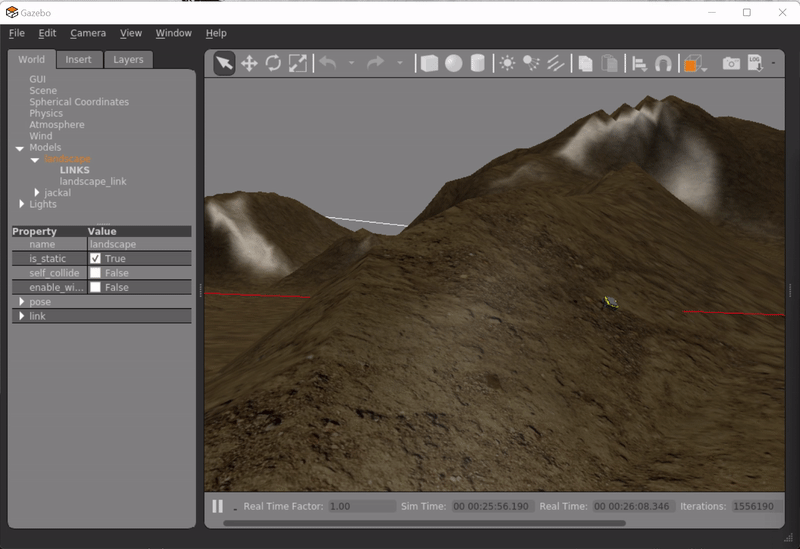 Gazebo
File Edit Camera View Window Help
World Insert Layers
GUI
Scene
Spherical Coordinates
Physics
Atmosphere
Wind
Models
landscape
LINKS
landscape_link
jackal
Lights
Property Value
name landscape
is_static True
self_collide False
enable_wi... False
pose
link
LOG
Real Time Factor: 1.00 Sim Time: 00 00:25:56.190 Real Time: 00 00:26:08.346 Iterations: 1556190